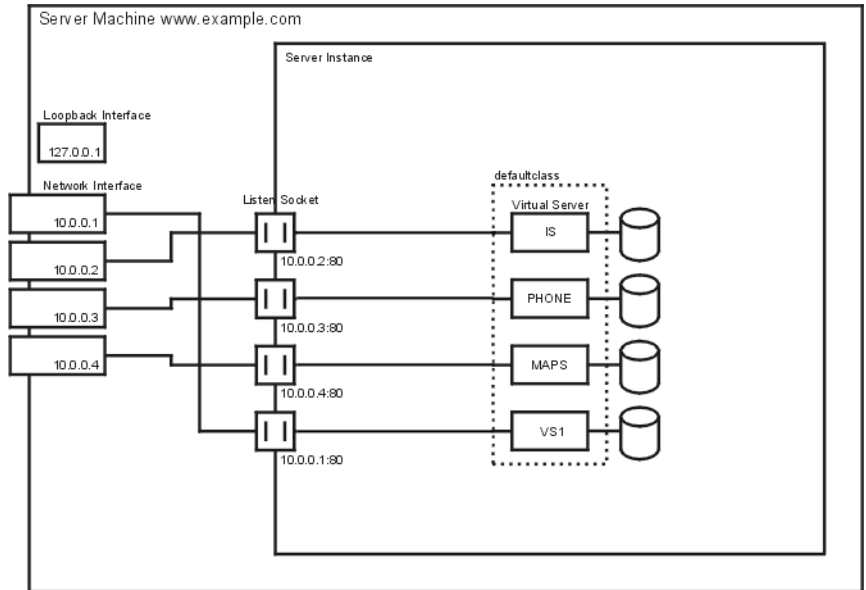 Server Machine www.example.com
Server Instance
Loopback Interface
127.0.0.1
Network Interface
10.0.0.1
10.0.0.2
10.0.0.3
10.0.0.4
Listen Socket
10.0.0.2:80
10.0.0.3:80
10.0.0.4:80
10.0.0.1:80
defaultclass
Virtual Server
IS
PHONE
MAPS
VS1